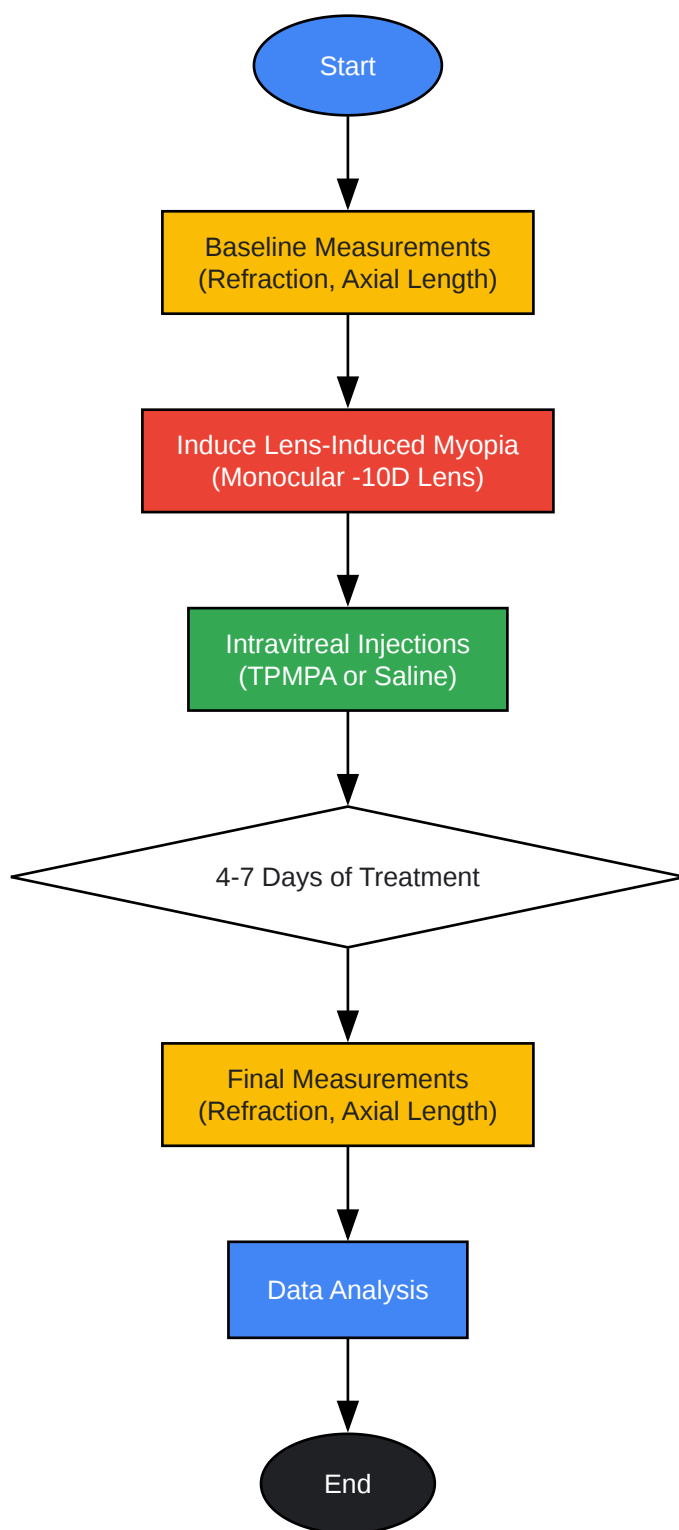 Start
Baseline Measurements
(Refraction, Axial Length)
Induce Lens-Induced Myopia
(Monocular -10D Lens)
Intravitreal Injections
(TPMPA or Saline)
4-7 Days of Treatment
Final Measurements
(Refraction, Axial Length)
Data Analysis
End